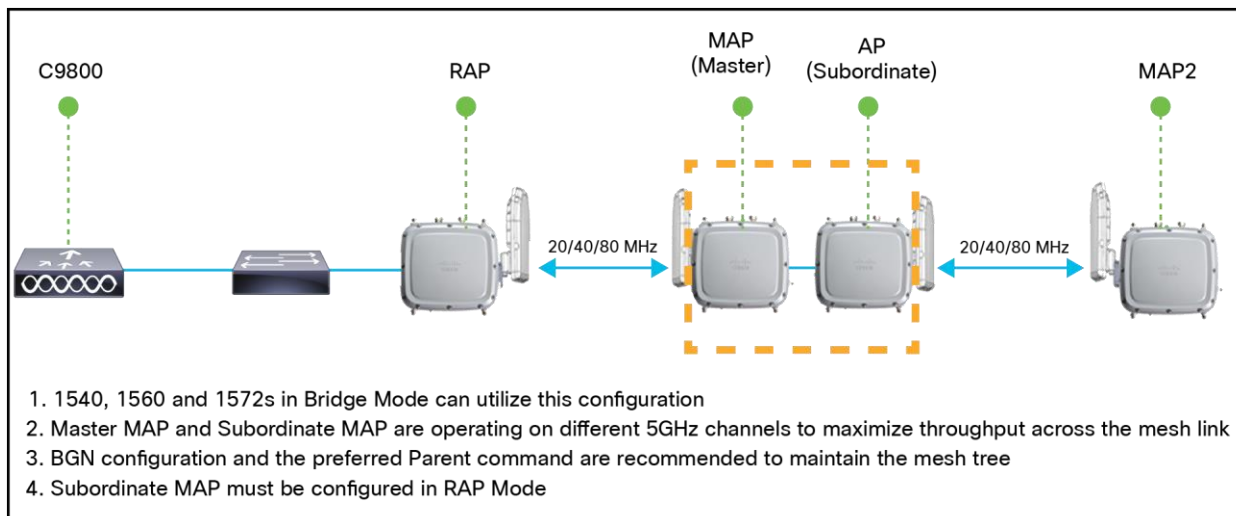 MAP
(Master)
AP
(Subordinate)
C9800
RAP
MAP2
20/40/80 MHz
20/40/80 MHz
1. 1540, 1560 and 1572s in Bridge Mode can utilize this configuration
2. Master MAP and Subordinate MAP are operating on different 5GHz channels to maximize throughput across the mesh link
3. BGN configuration and the preferred Parent command are recommended to maintain the mesh tree
4. Subordinate MAP must be configured in RAP Mode